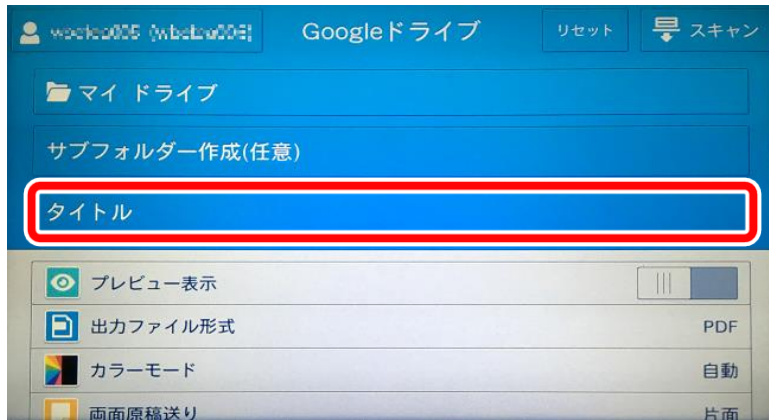 Googleドライブ
リセット
スキャン
マイ ドライブ
サブフォルダー作成(任意)
タイトル
プレビュー表示
出力ファイル形式 PDF
カラーモード 自動
両面原稿送り 片面